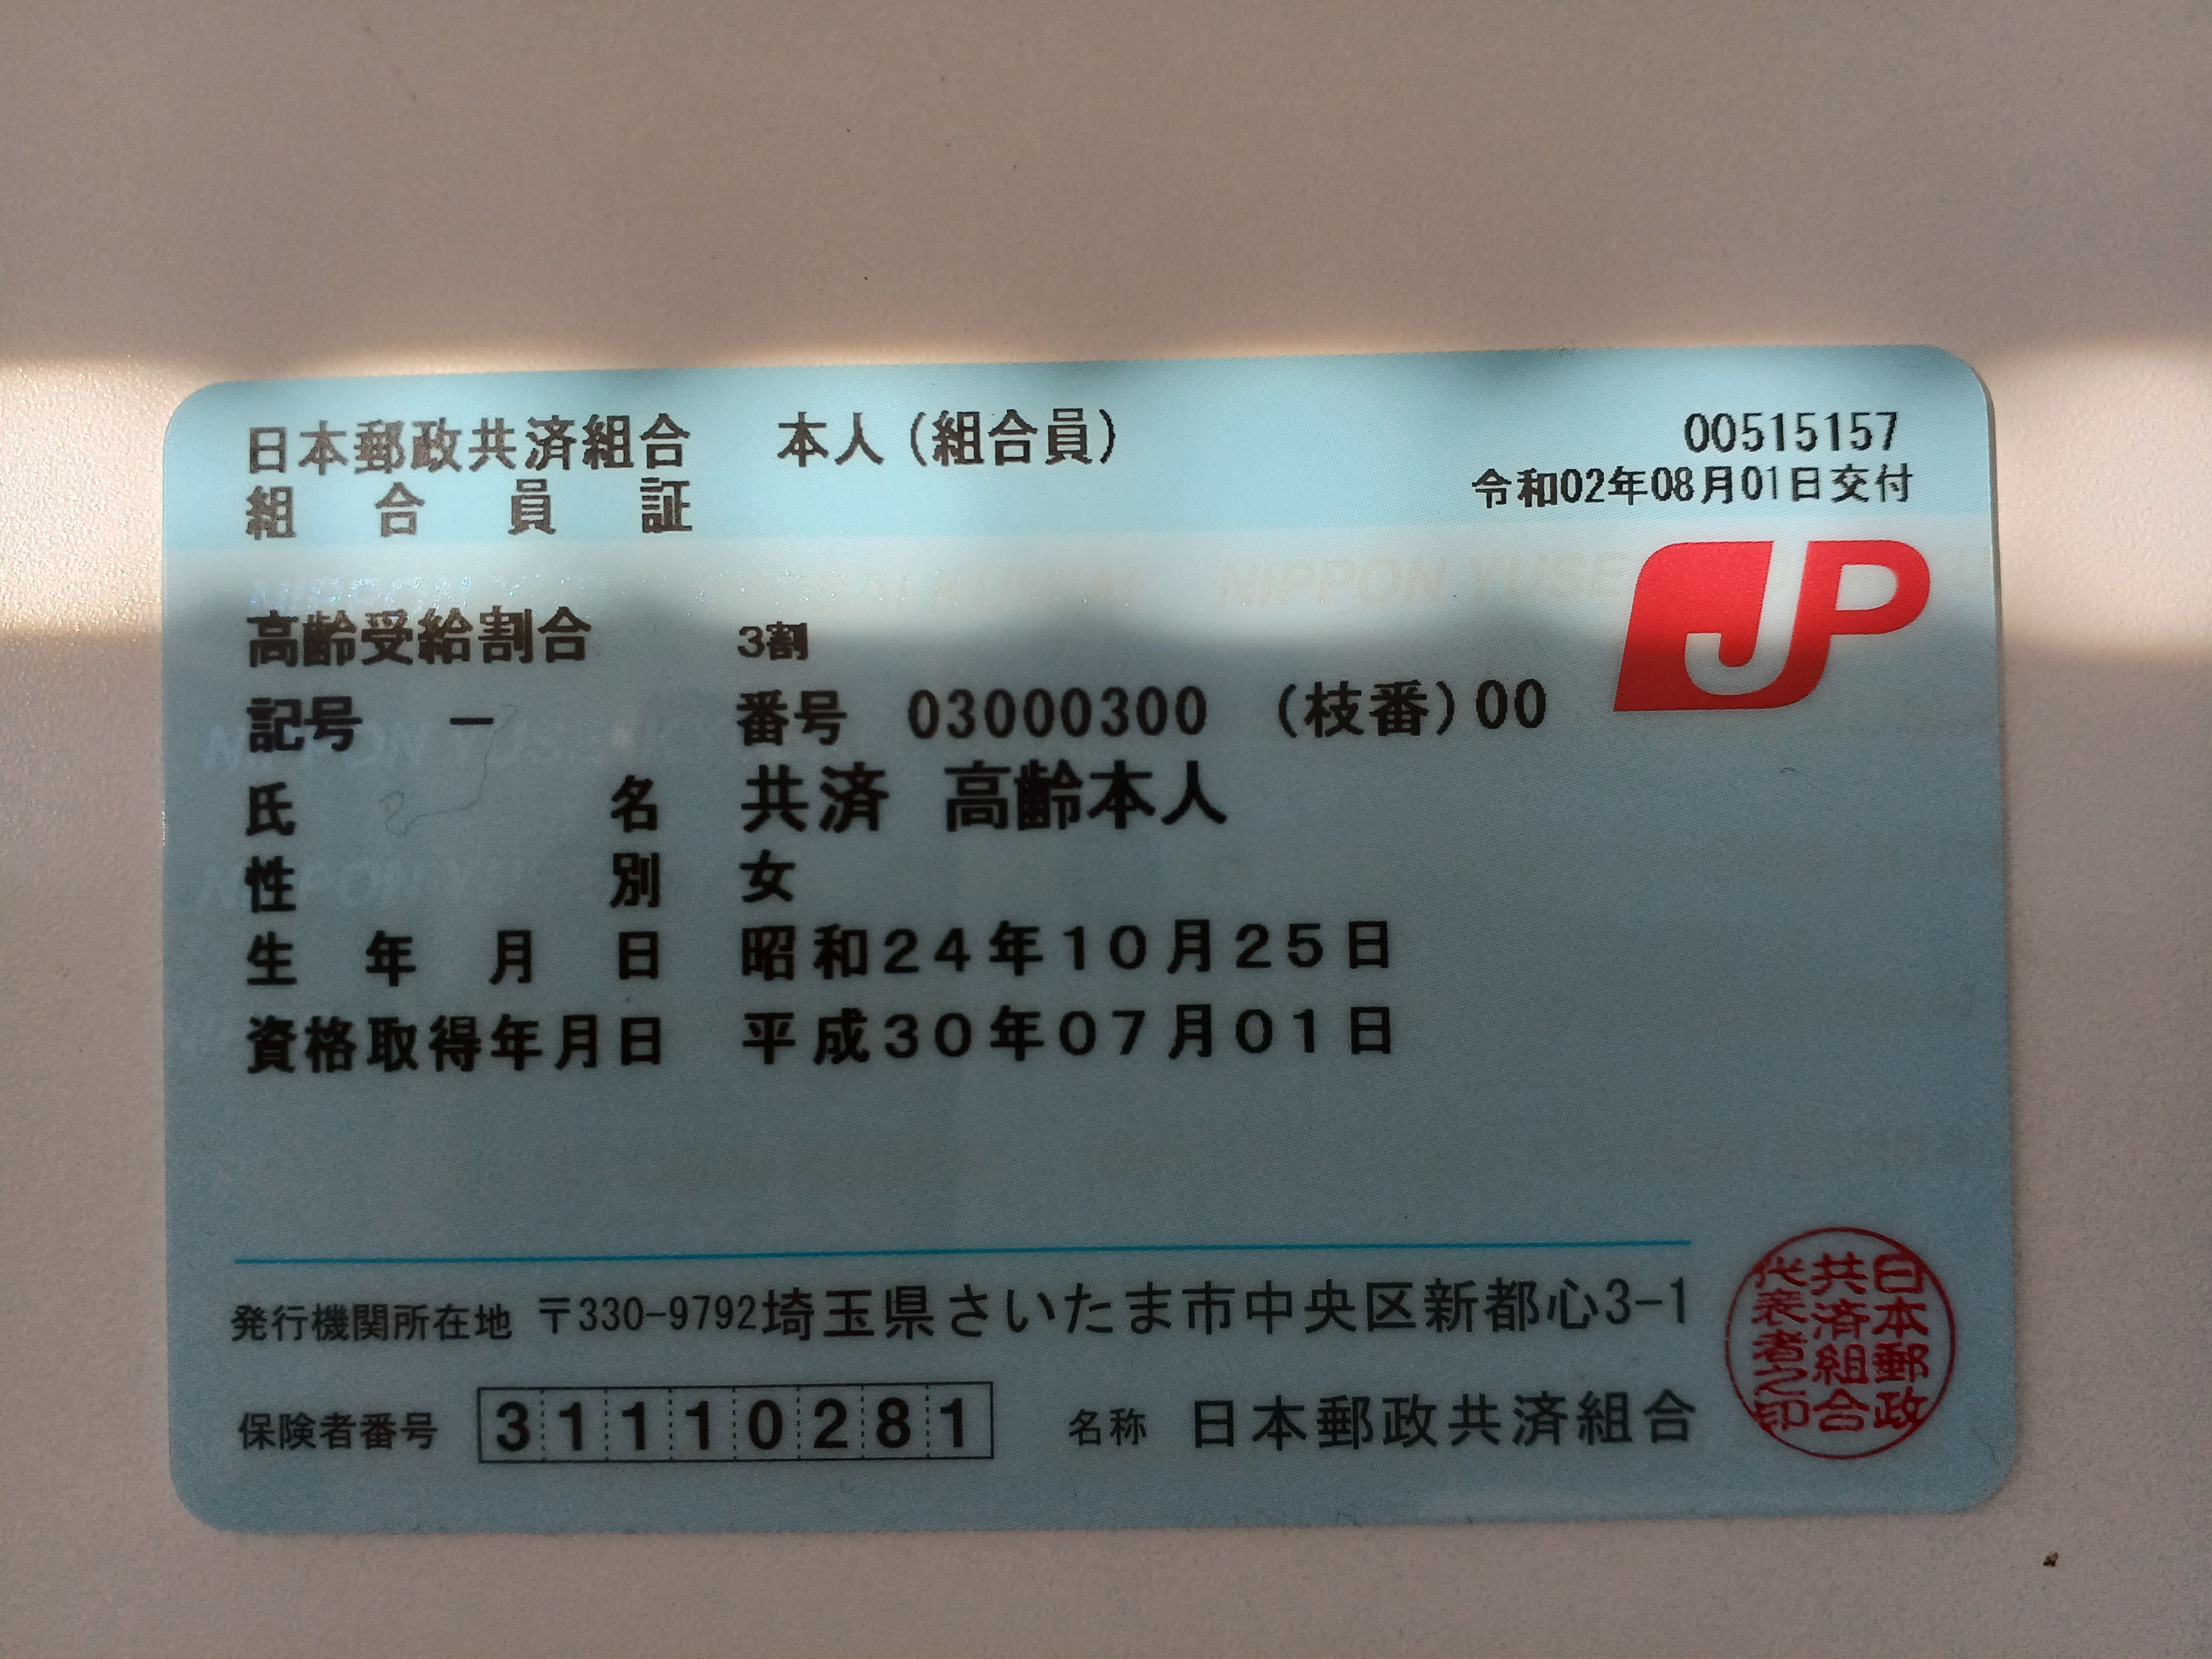 日本郵政共済組合 本人(組合員)
00515157
組合員証
令和02年08月01日交付
JP
高齢受給割合 3割
記号 ー 番号 03000300 (枝番)00
氏名 共済 高齢本人
性別 女
生年月日 昭和24年10月25日
資格取得年月日 平成30年07月01日
発行機関所在地 〒330-9792埼玉県さいたま市中央区新都心3-1
保険者番号 31110281 名称 日本郵政共済組合
日本郵政
共済組合
代表者之印
NIPPON YUSE